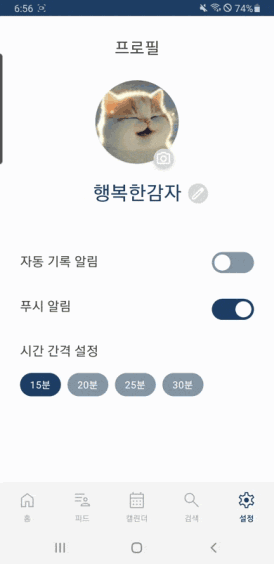 6:56 74%
프로필
행복한감자
자동 기록 알림
푸시 알림
시간 간격 설정
15분 20분 25분 30분
홈 피드 캘린더 검색 설정